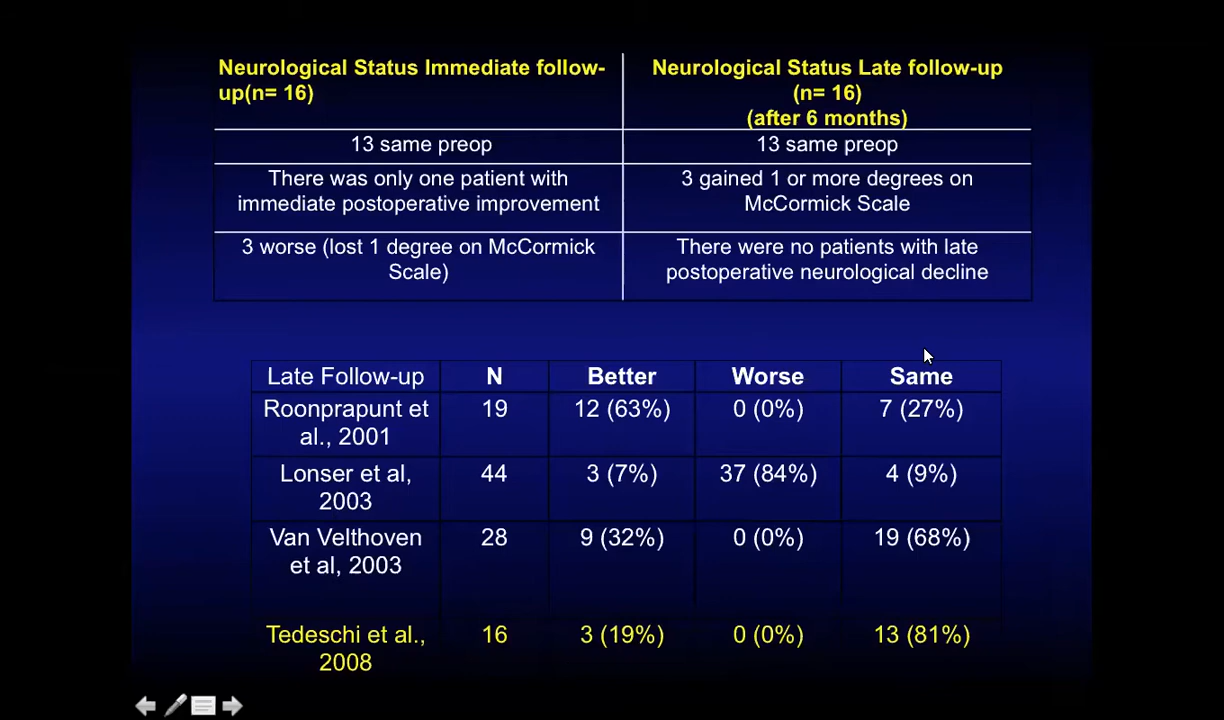 Neurological Status Immediate follow-
up(n= 16)
Neurological Status Late follow-up
(n= 16)
(after 6 months)
13 same preop
13 same preop
There was only one patient with
immediate postoperative improvement
3 gained 1 or more degrees on
McCormick Scale
3 worse (lost 1 degree on McCormick
Scale)
There were no patients with late
postoperative neurological decline
Late Follow-up N Better Worse Same
Roonprapunt et
al., 2001
19 12 (63%) 0 (0%) 7 (27%)
Lonser et al,
2003
44 3 (7%) 37 (84%) 4 (9%)
Van Velthoven
et al, 2003
28 9 (32%) 0 (0%) 19 (68%)
Tedeschi et al.,
2008
16 3 (19%) 0 (0%) 13 (81%)